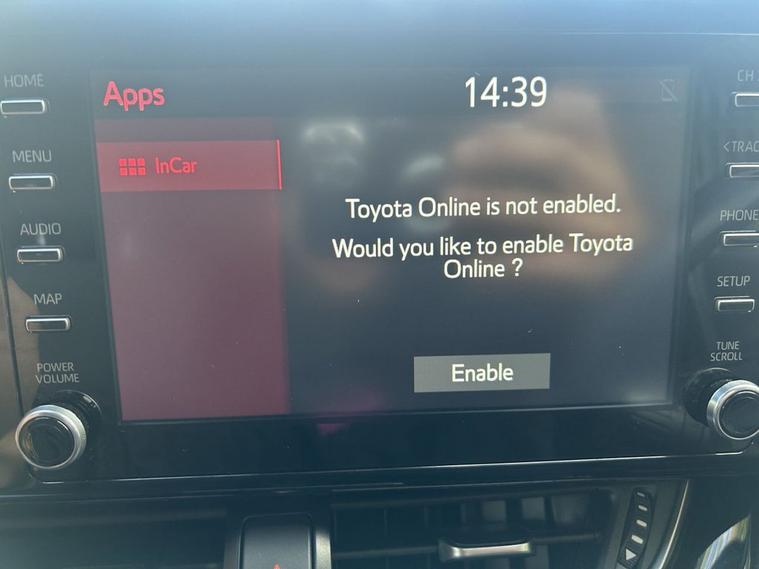 HOME
Apps
14:39
CH
MENU
InCar
<TRAC
AUDIO
Toyota Online is not enabled.
PHONE
Would you like to enable Toyota
Online ?
MAP
SETUP
POWER
VOLUME
Enable
TUNE
SCROLL